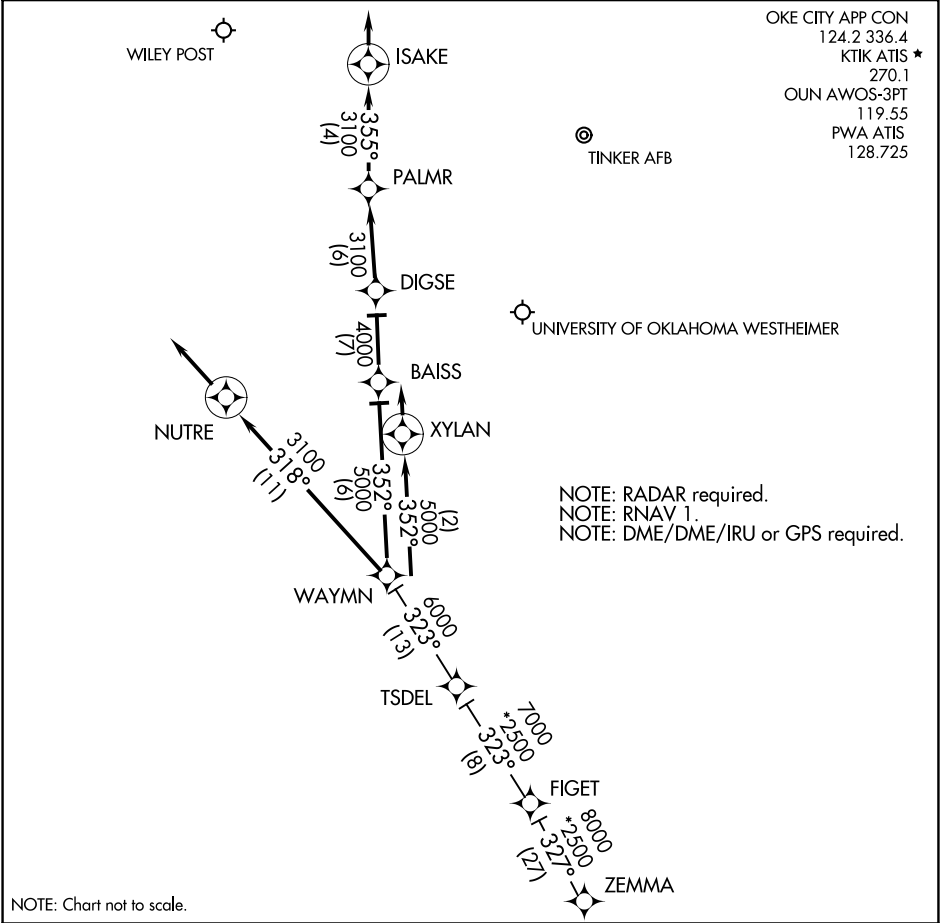 OKE CITY APP CON
124.2 336.4
KTIK ATIS ★
270.1
OUN AWOS-3PT
119.55
PWA ATIS
128.725
WILEY POST
ISAKE
355°
3100
(4)
TINKER AFB
PALMR
3100
(6)
DIGSE
UNIVERSITY OF OKLAHOMA WESTHEIMER
4000
(7)
BAISS
NUTRE
XYLAN
3100
318°
(11)
352°
5000
(6)
(2)
5000
352°
NOTE: RADAR required.
NOTE: RNAV 1.
NOTE: DME/DME/IRU or GPS required.
WAYMN
6000
323°
(13)
TSDEL
7000
*2500
323°
(8)
FIGET
8000
*2500
327°
(27)
ZEMMA
NOTE: Chart not to scale.